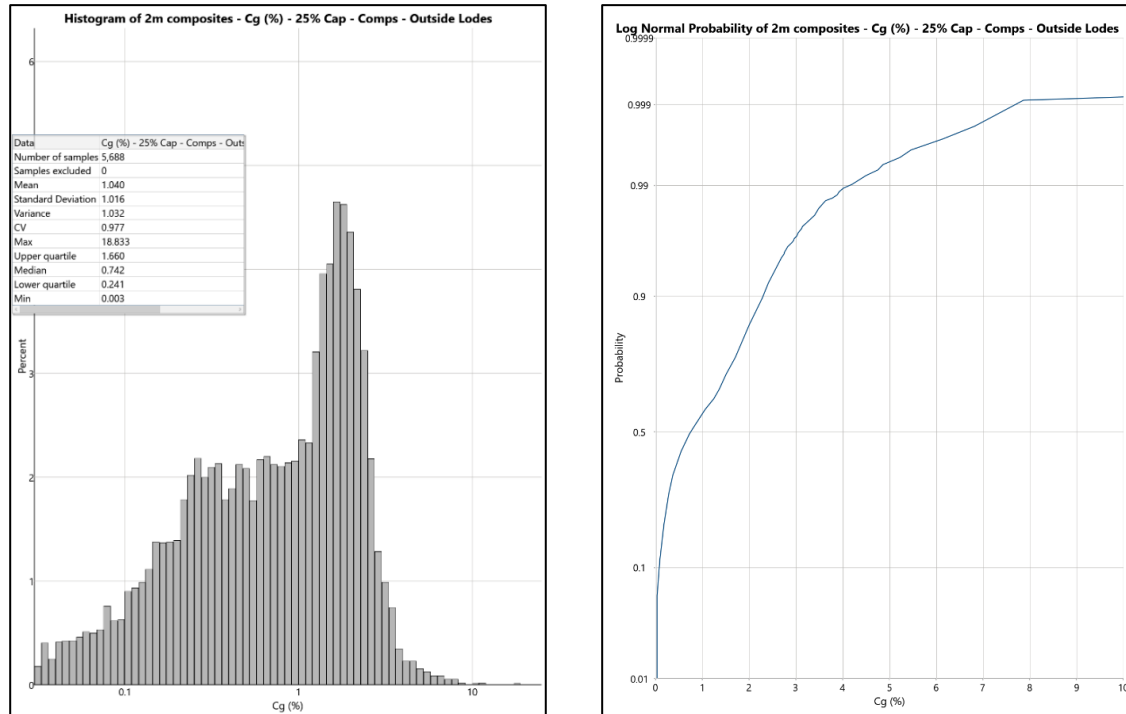 Histogram of 2m composites - Cg (%) - 25% Cap - Comps - Outside Lodes
6
Data Cg (%) - 25% Cap - Comps - Outs
Number of samples 5,688
Samples excluded 0
Mean 1.040
Standard Deviation 1.016
Variance 1.032
CV 0.977
Max 18.833
Upper quartile 1.660
Median 0.742
Lower quartile 0.241
Min 0.003
Percent
3
2
1
0
0.1 1 10
Cg (%)
Log Normal Probability of 2m composites - Cg (%) - 25% Cap - Comps - Outside Lodes
0.9999
0.999
0.99
0.9
Probability
0.5
0.1
0.01
0 1 2 3 4 5 6 7 8 9 10
Cg (%)